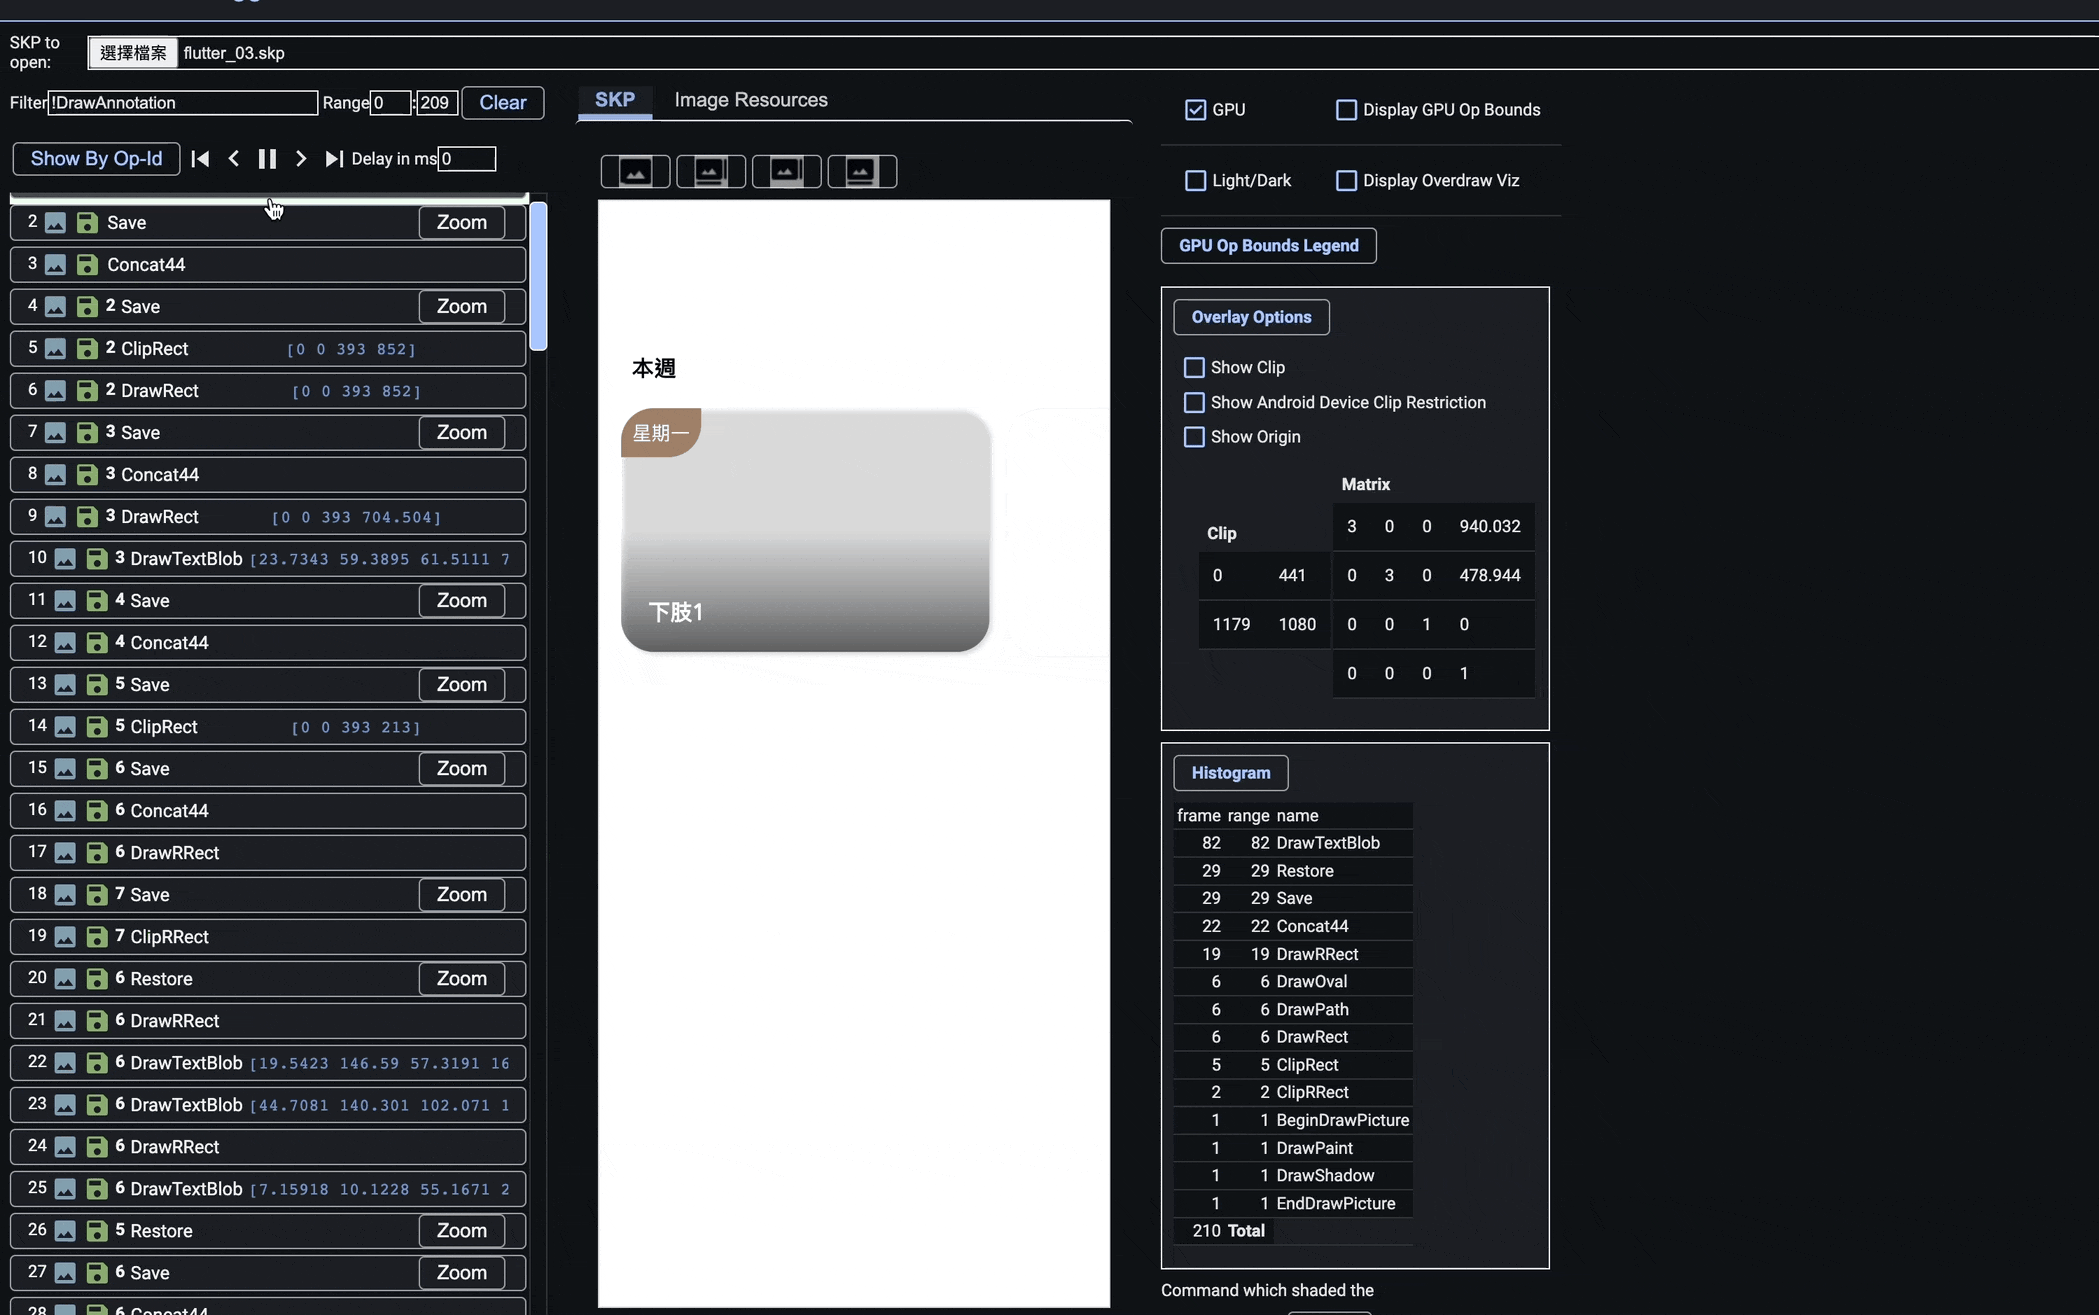 SKP to
open:
選擇檔案 flutter_03.skp
Filter !DrawAnnotation Range 0 : 209 Clear
Show By Op-Id Delay in ms 0
2 Save Zoom
3 Concat44
4 2 Save Zoom
5 2 ClipRect [0 0 393 852]
6 2 DrawRect [0 0 393 852]
7 3 Save Zoom
8 3 Concat44
9 3 DrawRect [0 0 393 704.504]
10 3 DrawTextBlob [23.7343 59.3895 61.5111 7
11 4 Save Zoom
12 4 Concat44
13 5 Save Zoom
14 5 ClipRect [0 0 393 213]
15 6 Save Zoom
16 6 Concat44
17 6 DrawRRect
18 7 Save Zoom
19 7 ClipRRect
20 6 Restore Zoom
21 6 DrawRRect
22 6 DrawTextBlob [19.5423 146.59 57.3191 16
23 6 DrawTextBlob [44.7081 140.301 102.071 1
24 6 DrawRRect
25 6 DrawTextBlob [7.15918 10.1228 55.1671 2
26 5 Restore Zoom
27 6 Save Zoom
28 6 Concat44
SKP Image Resources
本週
星期一
下肢1
GPU Display GPU Op Bounds
Light/Dark Display Overdraw Viz
GPU Op Bounds Legend
Overlay Options
Show Clip
Show Android Device Clip Restriction
Show Origin
Clip
0 441
1179 1080
Matrix
3 0 0 940.032
0 3 0 478.944
0 0 1 0
0 0 0 1
Histogram
frame range name
82 82 DrawTextBlob
29 29 Restore
29 29 Save
22 22 Concat44
19 19 DrawRRect
6 6 DrawOval
6 6 DrawPath
6 6 DrawRect
5 5 ClipRect
2 2 ClipRRect
1 1 BeginDrawPicture
1 1 DrawPaint
1 1 DrawShadow
1 1 EndDrawPicture
210 Total
Command which shaded the